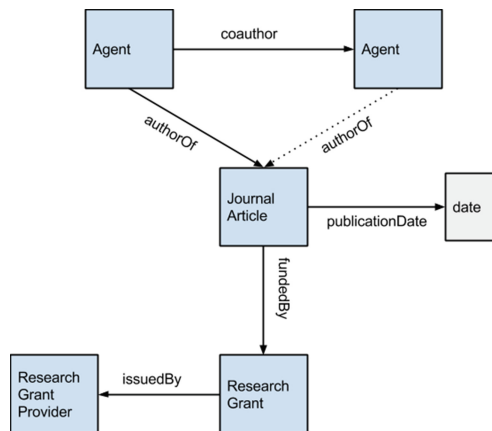 coauthor
Agent
Agent
authorOf
authorOf
Journal
Article
date
publicationDate
fundedBy
issuedBy
Research
Grant
Provider
Research
Grant